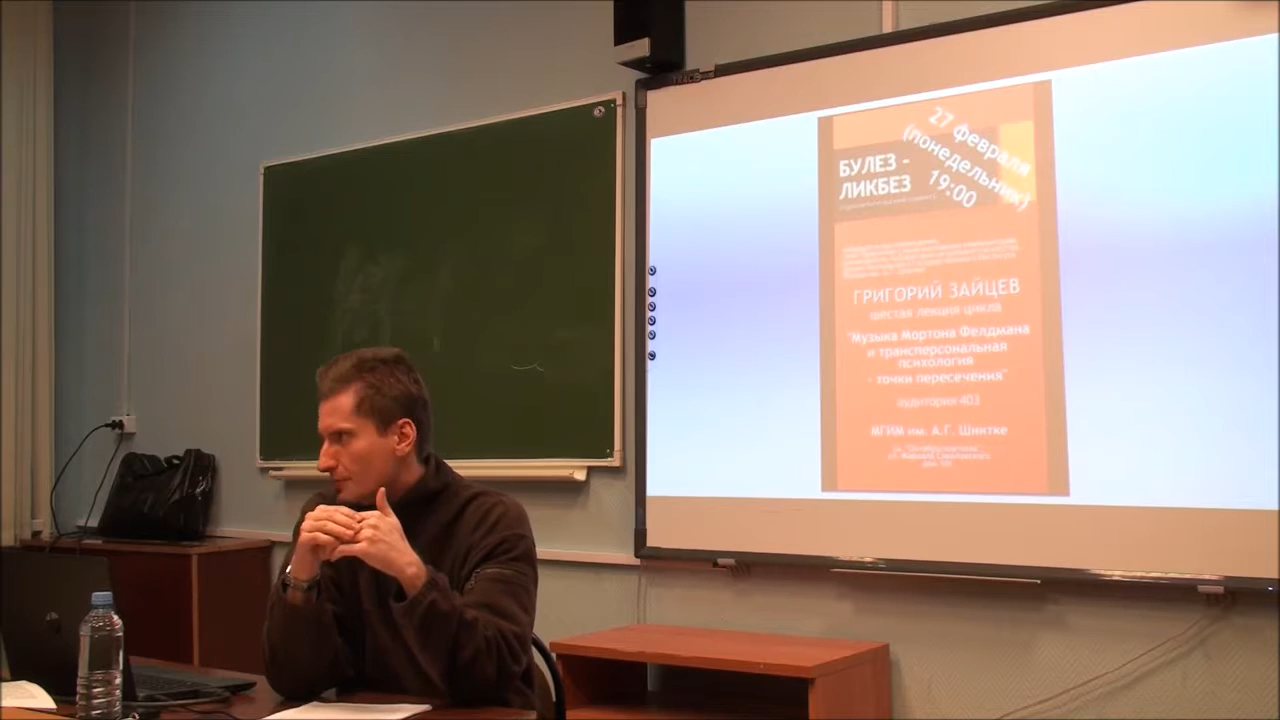 27 февраля
(понедельник)
19:00
БУЛЕЗ -
ЛИКБЕЗ
ГРИГОРИЙ ЗАЙЦЕВ
шестая лекция цикла
"Музыка Мортона Фелдмана
и трансперсональная
психология
- точки пересечения"
аудитория 403
МГИМ им. А.Г. Шнитке